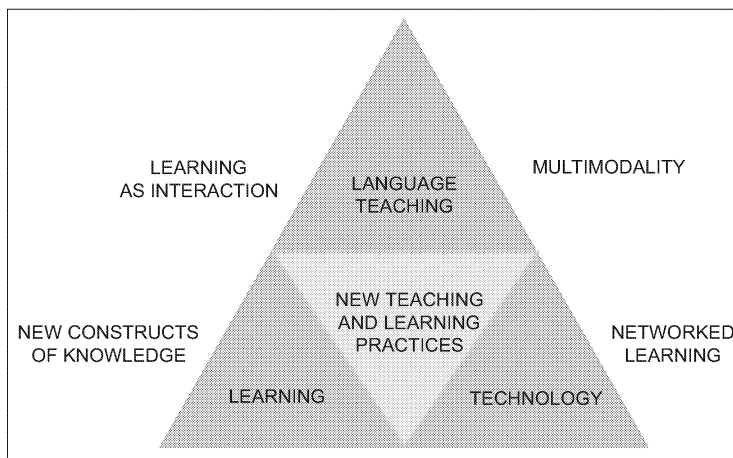 LEARNING
AS INTERACTION
MULTIMODALITY
LANGUAGE
TEACHING
NEW TEACHING
AND LEARNING
PRACTICES
NEW CONSTRUCTS
OF KNOWLEDGE
NETWORKED
LEARNING
LEARNING
TECHNOLOGY